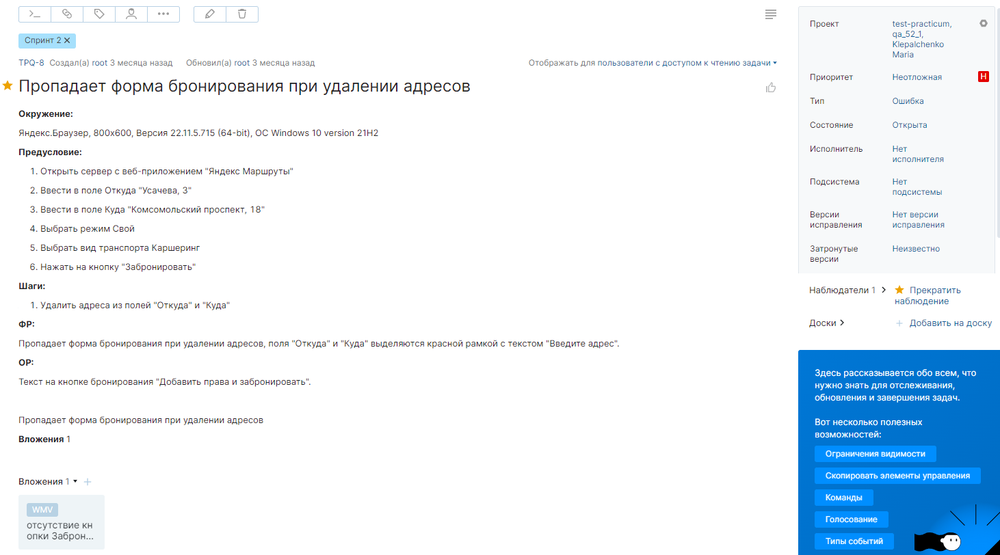 Спринт 2
TPQ-8 Создал(а) root 3 месяца назад Обновил(а) root 3 месяца назад
Отображать для пользователи с доступом к чтению задачи
Пропадает форма бронирования при удалении адресов
Окружение:
Яндекс.Браузер, 800x600, Версия 22.11.5.715 (64-bit), ОС Windows 10 version 21H2
Предусловие:
1. Открыть сервер с веб-приложением "Яндекс Маршруты"
2. Ввести в поле Откуда "Усачева, 3"
3. Ввести в поле Куда "Комсомольский проспект, 18"
4. Выбрать режим Свой
5. Выбрать вид транспорта Каршеринг
6. Нажать на кнопку "Забронировать"
Шаги:
1. Удалить адреса из полей "Откуда" и "Куда"
ФР:
Пропадает форма бронирования при удалении адресов, поля "Откуда" и "Куда" выделяются красной рамкой с текстом "Введите адрес".
ОР:
Текст на кнопке бронирования "Добавить права и забронировать".
Пропадает форма бронирования при удалении адресов
Вложения 1
Вложения 1
WMV
отсутствие кн
опки Заброн...
Проект
test-practicum,
qa_52_1,
Klepalchenko
Maria
Приоритет
Неотложная
Н
Тип
Ошибка
Состояние
Открыта
Исполнитель
Нет
исполнителя
Подсистема
Нет
подсистемы
Версии
исправления
Нет версии
исправления
Затронутые
версии
Неизвестно
Наблюдатели 1
Прекратить
наблюдение
Доски
Добавить на доску
Здесь рассказывается обо всем, что
нужно знать для отслеживания,
обновления и завершения задач.
Вот несколько полезных
возможностей:
Ограничения видимости
Скопировать элементы управления
Команды
Голосование
Типы событий